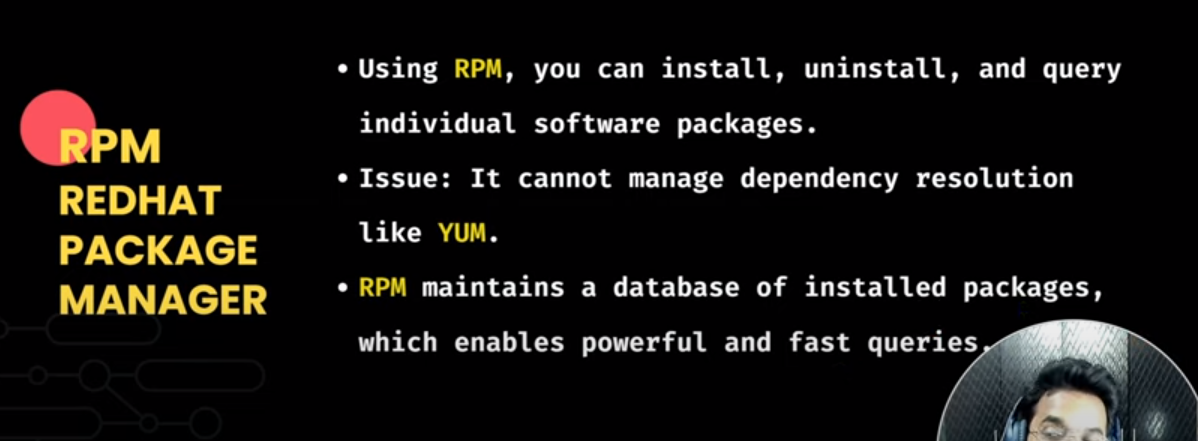 RPM
REDHAT
PACKAGE
MANAGER
• Using RPM, you can install, uninstall, and query
individual software packages.
• Issue: It cannot manage dependency resolution
like YUM.
• RPM maintains a database of installed packages,
which enables powerful and fast queries.